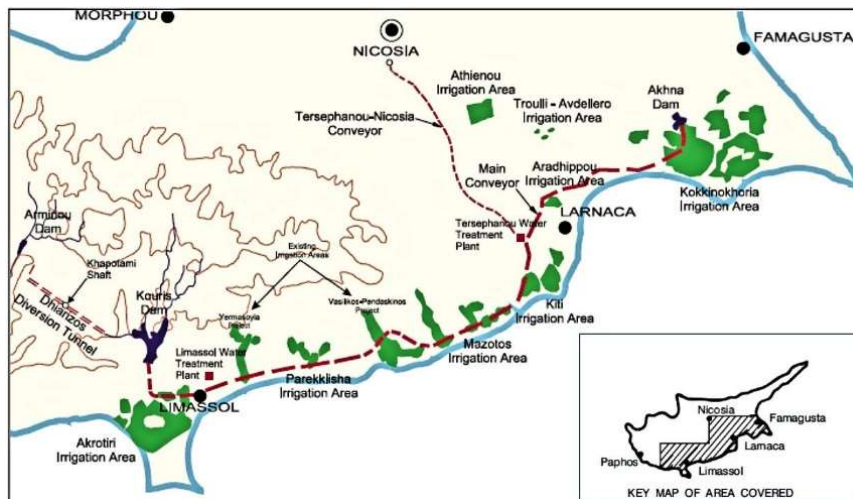 MORPHOU
NICOSIA
FAMAGUSTA
Athienou
Irrigation Area
Akhna
Dam
Troulli - Avdellero
Irrigation Area
Tersephanou-Nicosia
Conveyor
Main
Conveyor
Aradhippou
Irrigation Area
Kokkinokhoria
Irrigation Area
LARNACA
Tersephanou Water
Treatment
Plant
Arminou
Dam
Khapotami
Shaft
Dhiarizos
Diversion Tunnel
Kouris
Dam
Existing
Irrigation Areas
Yermasoyia
Project
Vasilikos-Pendaskinos
Project
Kiti
Irrigation Area
Mazotos
Irrigation Area
Limassol Water
Treatment
Plant
Parekklisha
Irrigation Area
LIMASSOL
Akrotiri
Irrigation Area
Nicosia
Famagusta
Larnaca
Paphos
Limassol
KEY MAP OF AREA COVERED